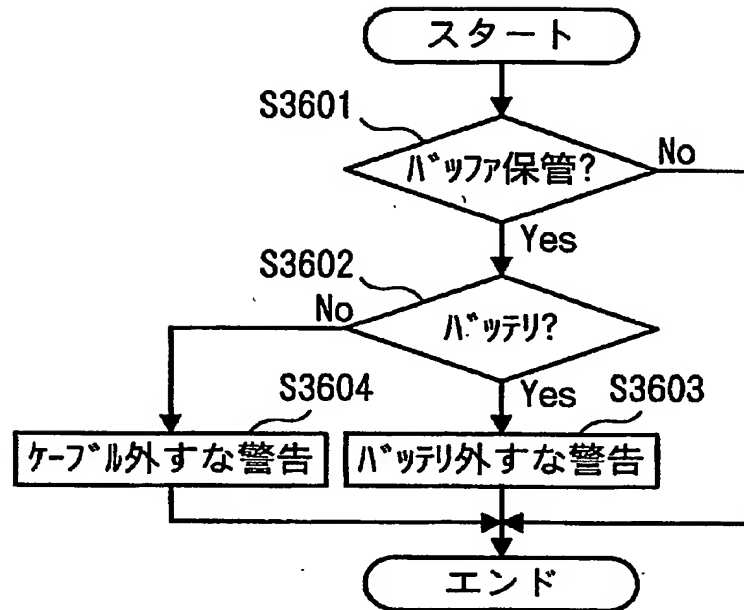 スタート
S3601
バッファ保管?
No
Yes
S3602
No
バッテリ?
Yes
S3604
S3603
ケーブル外すな警告
バッテリ外すな警告
エンド